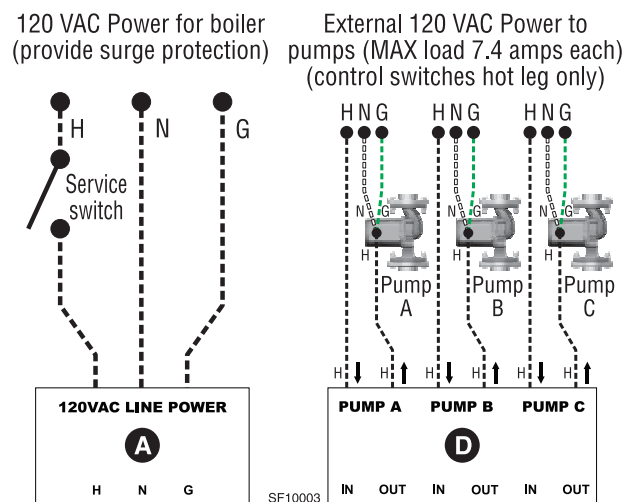 120 VAC Power for boiler
(provide surge protection)
H N G
Service
switch
120VAC LINE POWER
A
H N G
External 120 VAC Power to
pumps (MAX load 7.4 amps each)
(control switches hot leg only)
H N G H N G H N G
N G N G N G
H H H
Pump
A
Pump
B
Pump
C
H H H H H H
PUMP A PUMP B PUMP C
D
IN OUT IN OUT IN OUT
SF10003